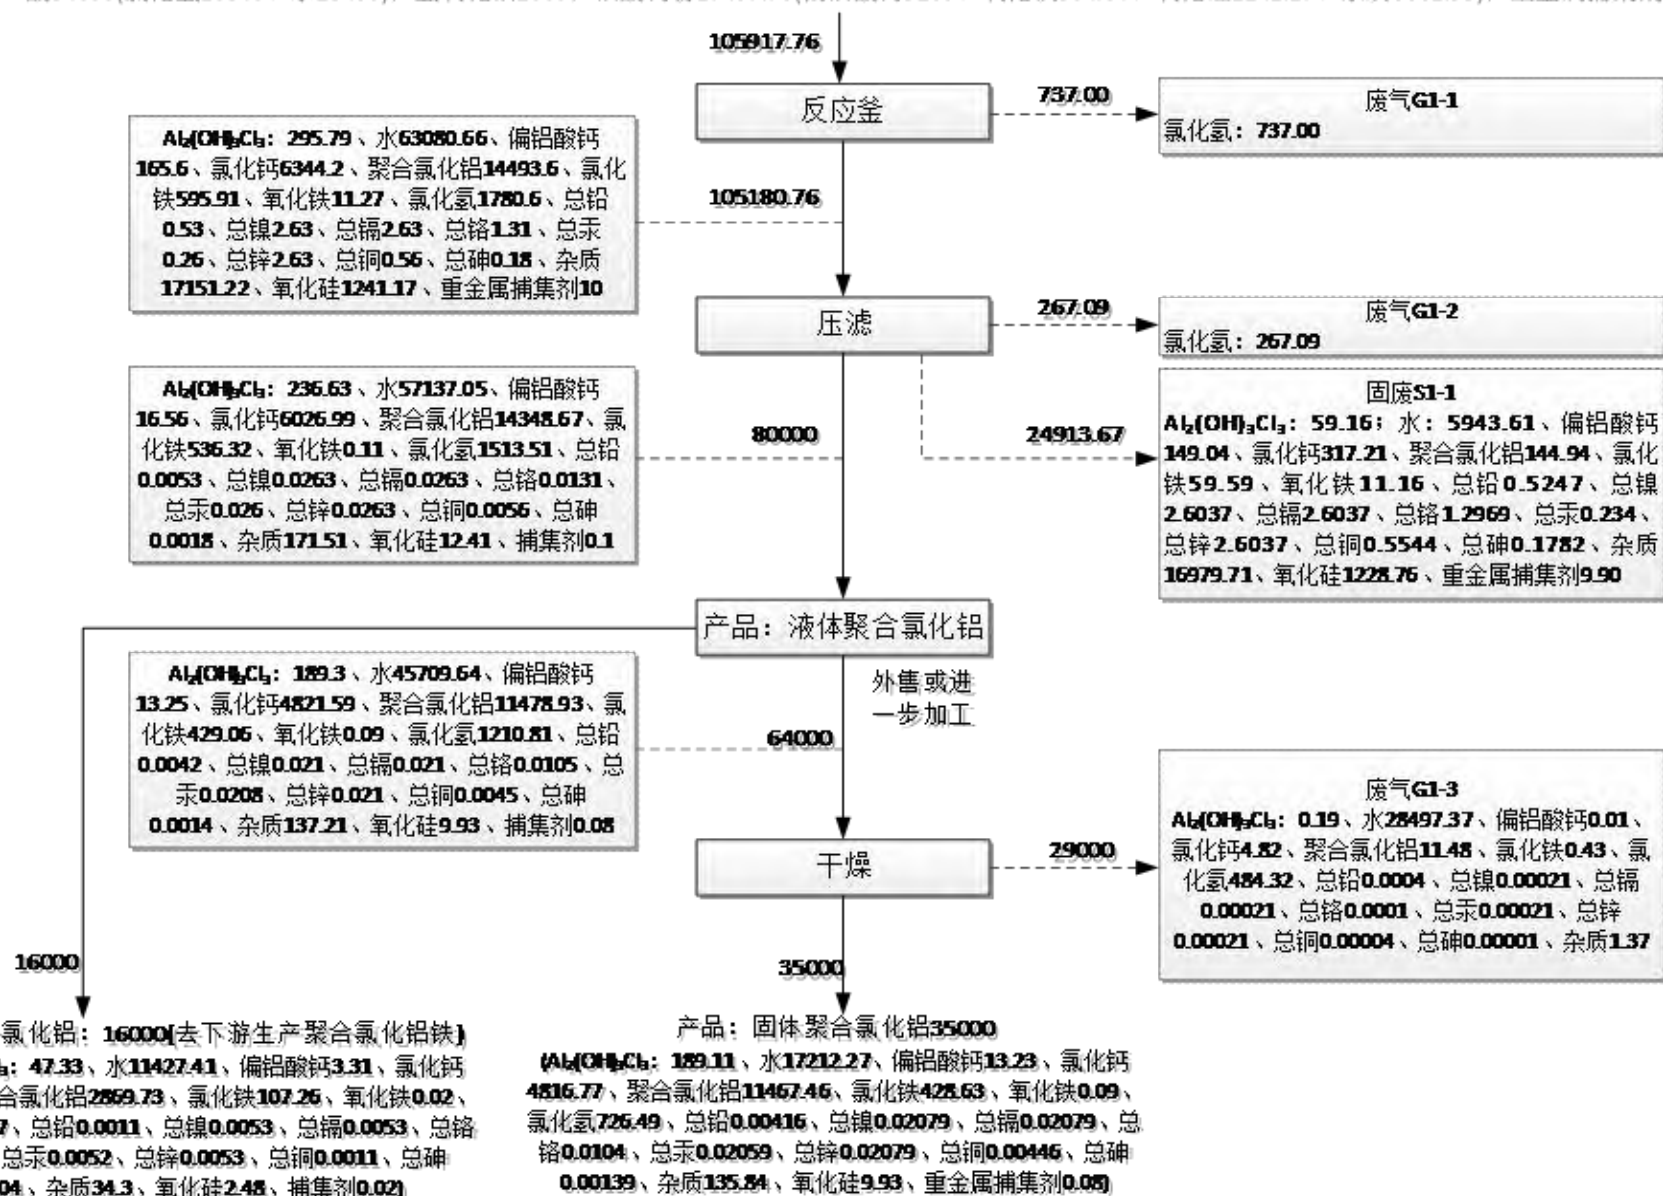 105917.76
反应釜
737.00
废气G1-1
氯化氢：737.00
Al₂(OH)₃Cl₃：295.79、水63080.66、偏铝酸钙
165.6、氯化钙6344.2、聚合氯化铝14493.6、氯化
铁595.91、氧化铁11.27、氯化氢1780.6、总铅
0.53、总镍2.63、总镉2.63、总铬1.31、总汞
0.26、总锌2.63、总铜0.56、总砷0.18、杂质
17151.22、氧化硅1241.17、重金属捕集剂10
105180.76
压滤
267.09
废气G1-2
氯化氢：267.09
Al₂(OH)₃Cl₃：236.63、水57137.05、偏铝酸钙
16.56、氯化钙6026.99、聚合氯化铝14348.67、氯
化铁536.32、氧化铁0.11、氯化氢1513.51、总铅
0.0053、总镍0.0263、总镉0.0263、总铬0.0131、
总汞0.026、总锌0.0263、总铜0.0056、总砷
0.0018、杂质171.51、氧化硅12.41、捕集剂0.1
80000
24913.67
固废S1-1
Al₂(OH)₃Cl₃：59.16；水：5943.61、偏铝酸钙
149.04、氯化钙317.21、聚合氯化铝144.94、氯化
铁59.59、氧化铁11.16、总铅0.5247、总镍
2.6037、总镉2.6037、总铬1.2969、总汞0.234、
总锌2.6037、总铜0.5544、总砷0.1782、杂质
16979.71、氧化硅1228.76、重金属捕集剂9.90
产品：液体聚合氯化铝
外售或进
一步加工
Al₂(OH)₃Cl₃：189.3、水45709.64、偏铝酸钙
13.25、氯化钙4821.59、聚合氯化铝11478.93、氯
化铁429.06、氧化铁0.09、氯化氢1210.81、总铅
0.0042、总镍0.021、总镉0.021、总铬0.0105、总
汞0.0208、总锌0.021、总铜0.0045、总砷
0.0014、杂质137.21、氧化硅9.93、捕集剂0.08
64000
干燥
29000
废气G1-3
Al₂(OH)₃Cl₃：0.19、水28497.37、偏铝酸钙0.01、
氯化钙4.82、聚合氯化铝11.48、氯化铁0.43、氯
化氢484.32、总铅0.0004、总镍0.00021、总镉
0.00021、总铬0.0001、总汞0.00021、总锌
0.00021、总铜0.00004、总砷0.00001、杂质1.37
16000
35000
氯化铝：16000(去下游生产聚合氯化铝铁)
：47.33、水11427.41、偏铝酸钙3.31、氯化钙
合氯化铝2869.73、氯化铁107.26、氧化铁0.02、
7、总铅0.0011、总镍0.0053、总镉0.0053、总铬
总汞0.0052、总锌0.0053、总铜0.0011、总砷
04、杂质34.3、氧化硅2.48、捕集剂0.02)
产品：固体聚合氯化铝35000
(Al₂(OH)₃Cl₃：189.11、水17212.27、偏铝酸钙13.23、氯化钙
4816.77、聚合氯化铝11467.46、氯化铁428.63、氧化铁0.09、
氯化氢726.49、总铅0.00416、总镍0.02079、总镉0.02079、总
铬0.0104、总汞0.02059、总锌0.02079、总铜0.00446、总砷
0.00139、杂质135.84、氧化硅9.93、重金属捕集剂0.08)